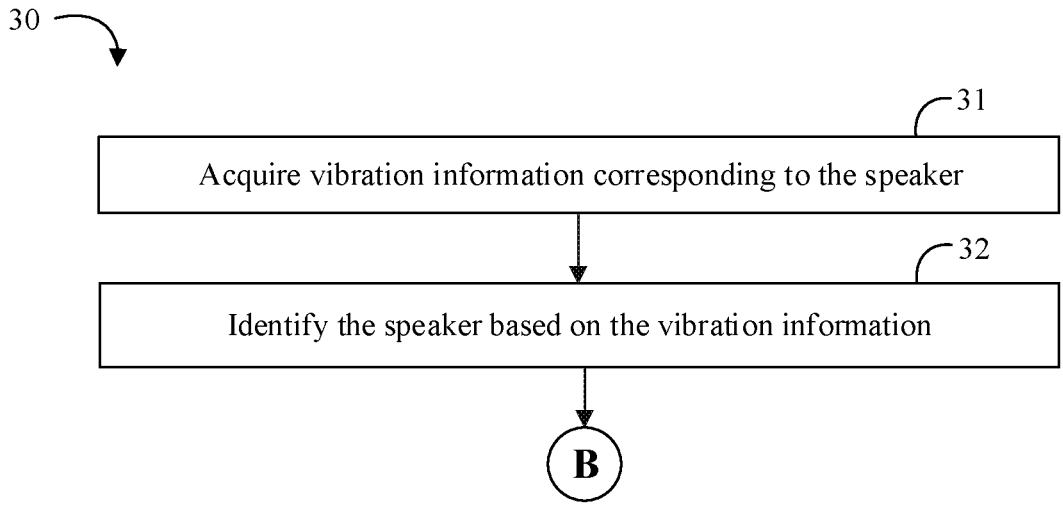 30
31
Acquire vibration information corresponding to the speaker
32
Identify the speaker based on the vibration information
B